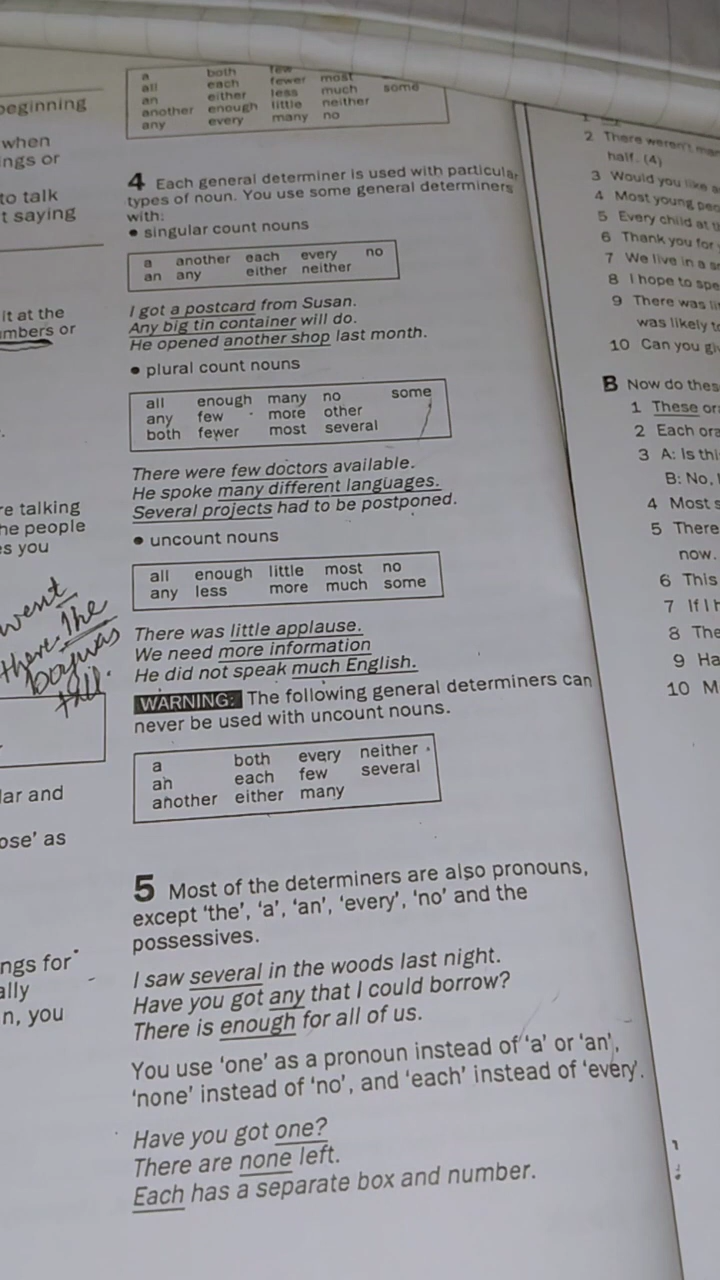 beginning
when
ings or
to talk
t saying
it at the
umbers or
re talking
he people
s you
went
there. The
boy was
tall.
lar and
ose' as
ngs for
ally
n, you
a both few most
all each fewer much some
an either less neither
another enough little no
any every many
4 Each general determiner is used with particular
types of noun. You use some general determiners
with:
• singular count nouns
a another each every no
an any either neither
I got a postcard from Susan.
Any big tin container will do.
He opened another shop last month.
• plural count nouns
all enough many no some
any few more other
both fewer most several
There were few doctors available.
He spoke many different languages.
Several projects had to be postponed.
• uncount nouns
all enough little most no
any less more much some
There was little applause.
We need more information
He did not speak much English.
WARNING: The following general determiners can
never be used with uncount nouns.
a both every neither
an each few several
another either many
5 Most of the determiners are also pronouns,
except 'the', 'a', 'an', 'every', 'no' and the
possessives.
I saw several in the woods last night.
Have you got any that I could borrow?
There is enough for all of us.
You use 'one' as a pronoun instead of 'a' or 'an',
'none' instead of 'no', and 'each' instead of 'every'.
Have you got one?
There are none left.
Each has a separate box and number.
1
2 There weren't
half. (4)
3 Would you like
4 Most young
5 Every child at
6 Thank you for
7 We live in a
8 I hope to spe
9 There was
was likely
10 Can you
B Now do thes
1 These or
2 Each ora
3 A: Is thi
B: No,
4 Most s
5 There
now.
6 This
7 If I h
8 The
9 Ha
10 M